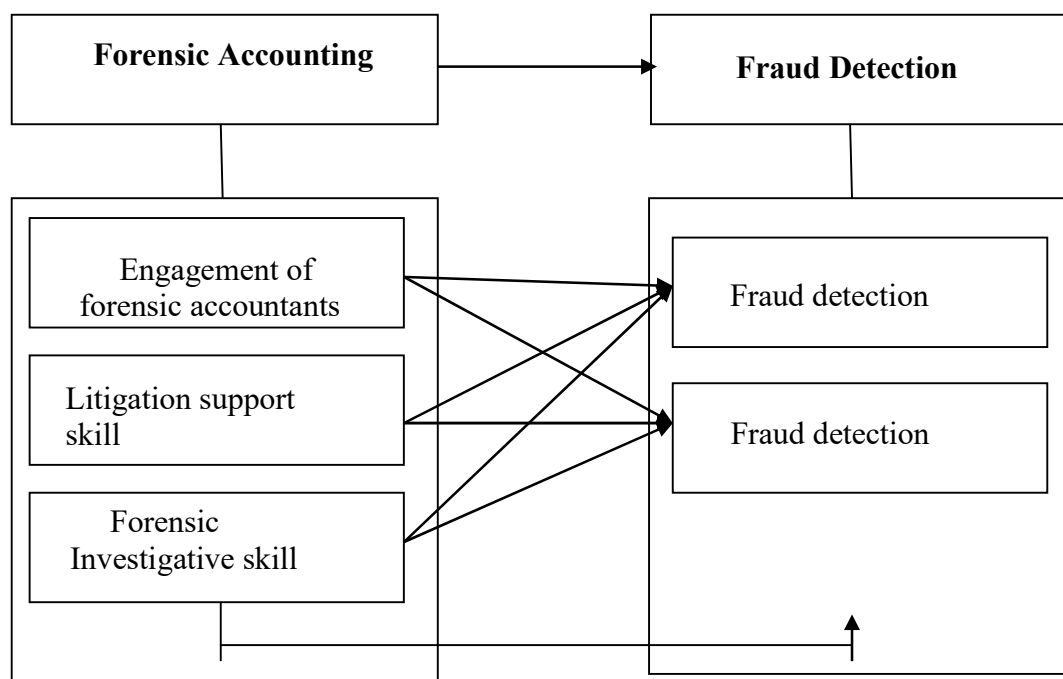 Forensic Accounting
Fraud Detection
Engagement of
forensic accountants
Litigation support
skill
Forensic
Investigative skill
Fraud detection
Fraud detection